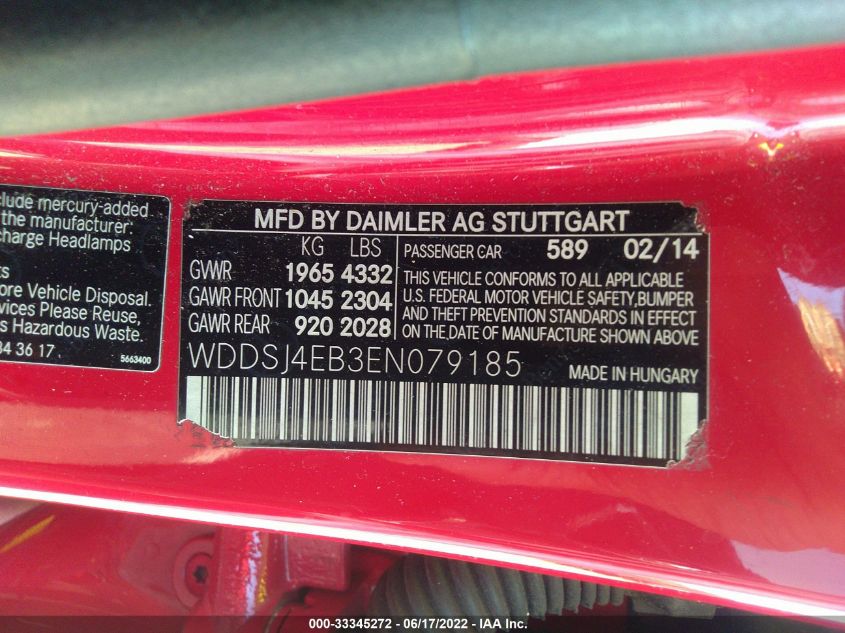 clude mercury-added
the manufacturer:
charge Headlamps
ts
ore Vehicle Disposal.
vices Please Reuse,
s Hazardous Waste.
34 36 17
5663400
MFD BY DAIMLER AG STUTTGART
KG LBS
GVWR 1965 4332
GAWR FRONT 1045 2304
GAWR REAR 920 2028
PASSENGER CAR 589 02/14
THIS VEHICLE CONFORMS TO ALL APPLICABLE
U.S. FEDERAL MOTOR VEHICLE SAFETY,BUMPER
AND THEFT PREVENTION STANDARDS IN EFFECT
ON THE DATE OF MANUFACTURE SHOWN ABOVE
WDDSJ4EB3EN079185
MADE IN HUNGARY
000-33345272 - 06/17/2022 - IAA Inc.